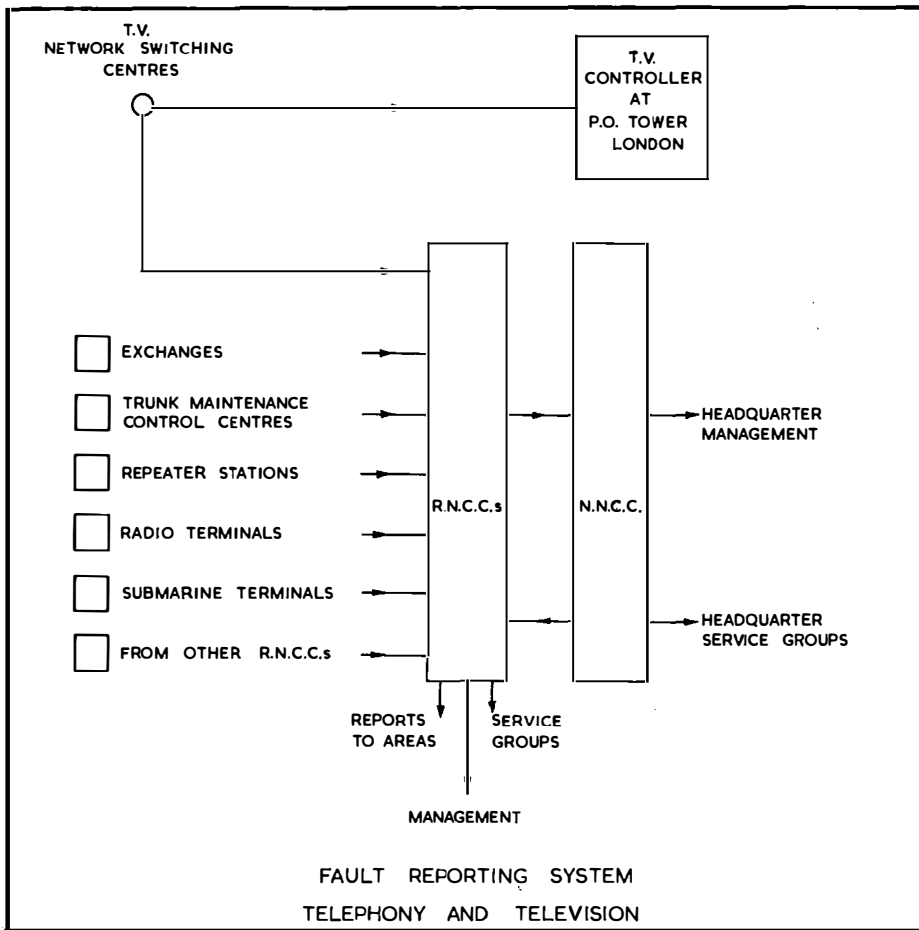 T.V.
NETWORK SWITCHING
CENTRES
T.V.
CONTROLLER
AT
P.O. TOWER
LONDON
EXCHANGES
TRUNK MAINTENANCE
CONTROL CENTRES
REPEATER STATIONS
RADIO TERMINALS
SUBMARINE TERMINALS
FROM OTHER R.N.C.C.s
R.N.C.C.s
N.N.C.C.
HEADQUARTER
MANAGEMENT
HEADQUARTER
SERVICE GROUPS
REPORTS
TO AREAS
SERVICE
GROUPS
MANAGEMENT
FAULT REPORTING SYSTEM
TELEPHONY AND TELEVISION